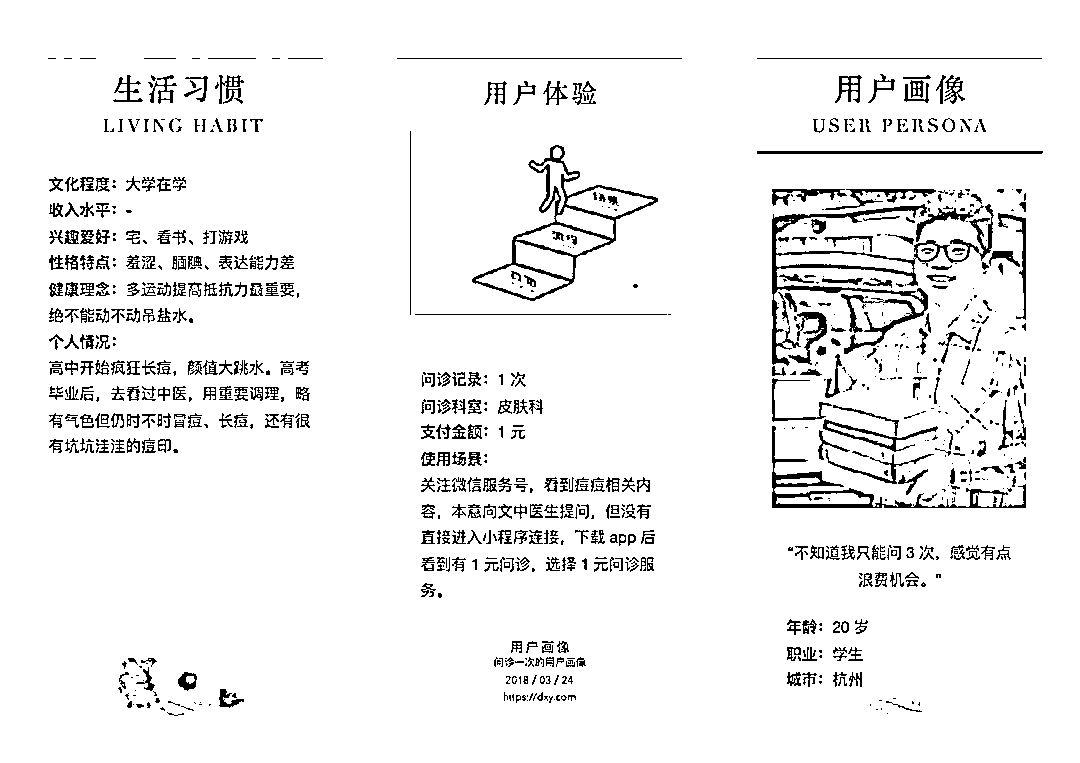 生活习惯
LIVING HABIT
文化程度：大学在学
收入水平：-
兴趣爱好：宅、看书、打游戏
性格特点：羞涩、腼腆、表达能力差
健康理念：多运动提高抵抗力最重要，
绝不能动不动吊盐水。
个人情况：
高中开始疯狂长痘，颜值大跳水。高考
毕业后，去看过中医，用重要调理，略
有气色但仍时不时冒痘、长痘，还有很
有坑坑洼洼的痘印。
用户体验
问诊记录：1 次
问诊科室：皮肤科
支付金额：1 元
使用场景：
关注微信服务号，看到痘痘相关内
容，本意向文中医生提问，但没有
直接进入小程序连接，下载 app 后
看到有 1 元问诊，选择 1 元问诊服
务。
用户画像
问诊一次的用户画像
2018 / 03 / 24
https://dxy.com
用户画像
USER PERSONA
“不知道我只能问 3 次，感觉有点
浪费机会。”
年龄：20 岁
职业：学生
城市：杭州